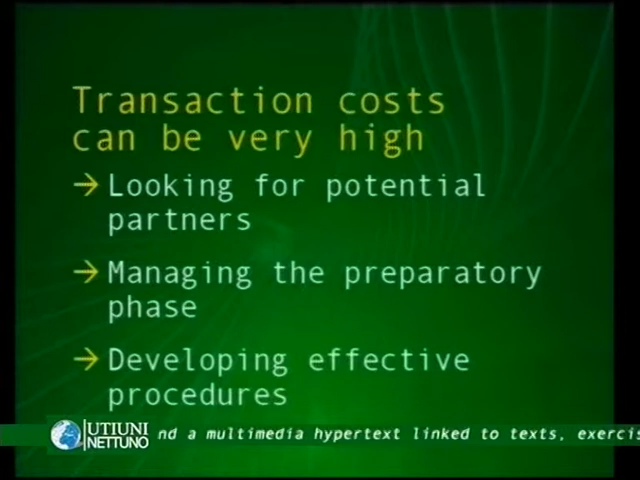 Transaction costs
can be very high
→ Looking for potential
partners
→ Managing the preparatory
phase
→ Developing effective
procedures
UTIUNI
NETTUNO
nd a multimedia hypertext linked to texts, exercis